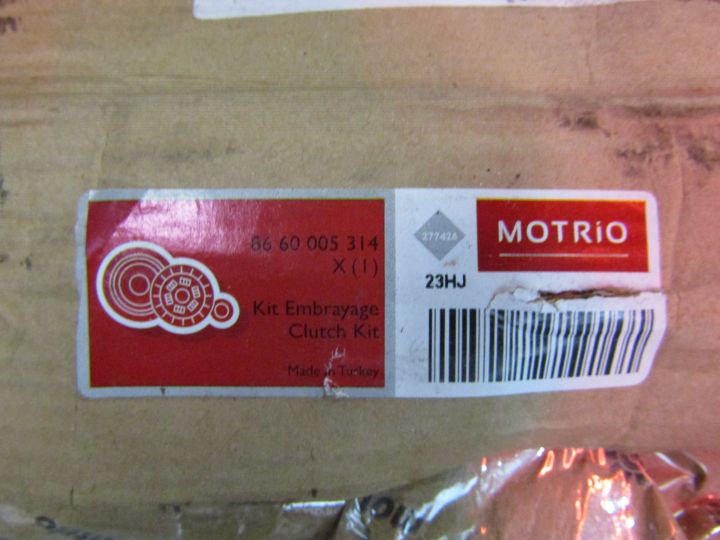 86 60 005 314
X (1)
Kit Embrayage
Clutch Kit
Made in Turkey
277426
MOTRiO
23HJ